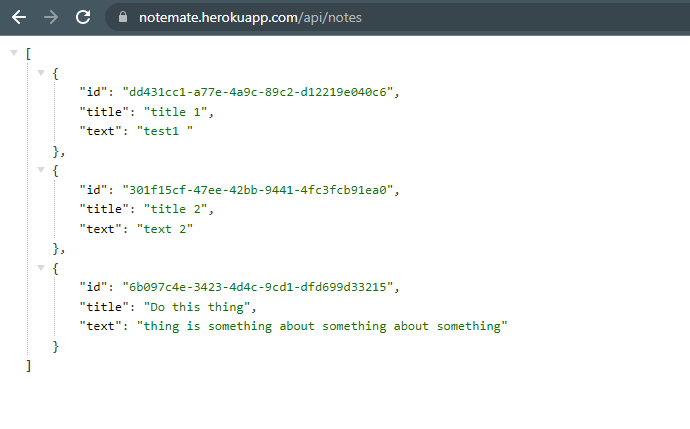 notemate.herokuapp.com/api/notes
[
{
"id": "dd431cc1-a77e-4a9c-89c2-d12219e040c6",
"title": "title 1",
"text": "test1 "
},
{
"id": "301f15cf-47ee-42bb-9441-4fc3fcb91ea0",
"title": "title 2",
"text": "text 2"
},
{
"id": "6b097c4e-3423-4d4c-9cd1-dfd699d33215",
"title": "Do this thing",
"text": "thing is something about something about something"
}
]